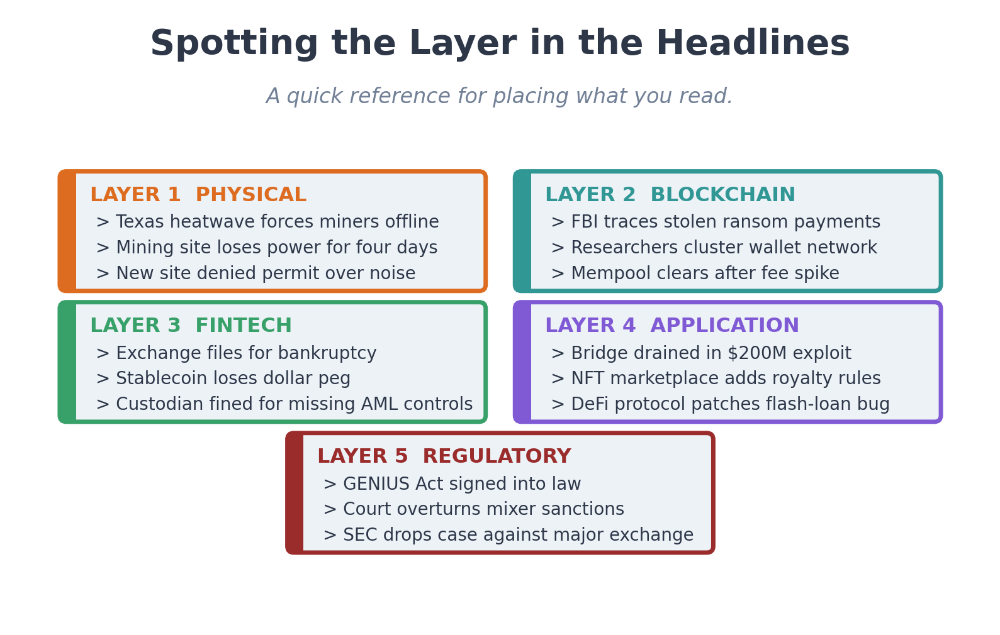 Spotting the Layer in the Headlines
A quick reference for placing what you read.
LAYER 1  PHYSICAL
> Texas heatwave forces miners offline
> Mining site loses power for four days
> New site denied permit over noise
LAYER 2  BLOCKCHAIN
> FBI traces stolen ransom payments
> Researchers cluster wallet network
> Mempool clears after fee spike
LAYER 3  FINTECH
> Exchange files for bankruptcy
> Stablecoin loses dollar peg
> Custodian fined for missing AML controls
LAYER 4  APPLICATION
> Bridge drained in $200M exploit
> NFT marketplace adds royalty rules
> DeFi protocol patches flash-loan bug
LAYER 5  REGULATORY
> GENIUS Act signed into law
> Court overturns mixer sanctions
> SEC drops case against major exchange